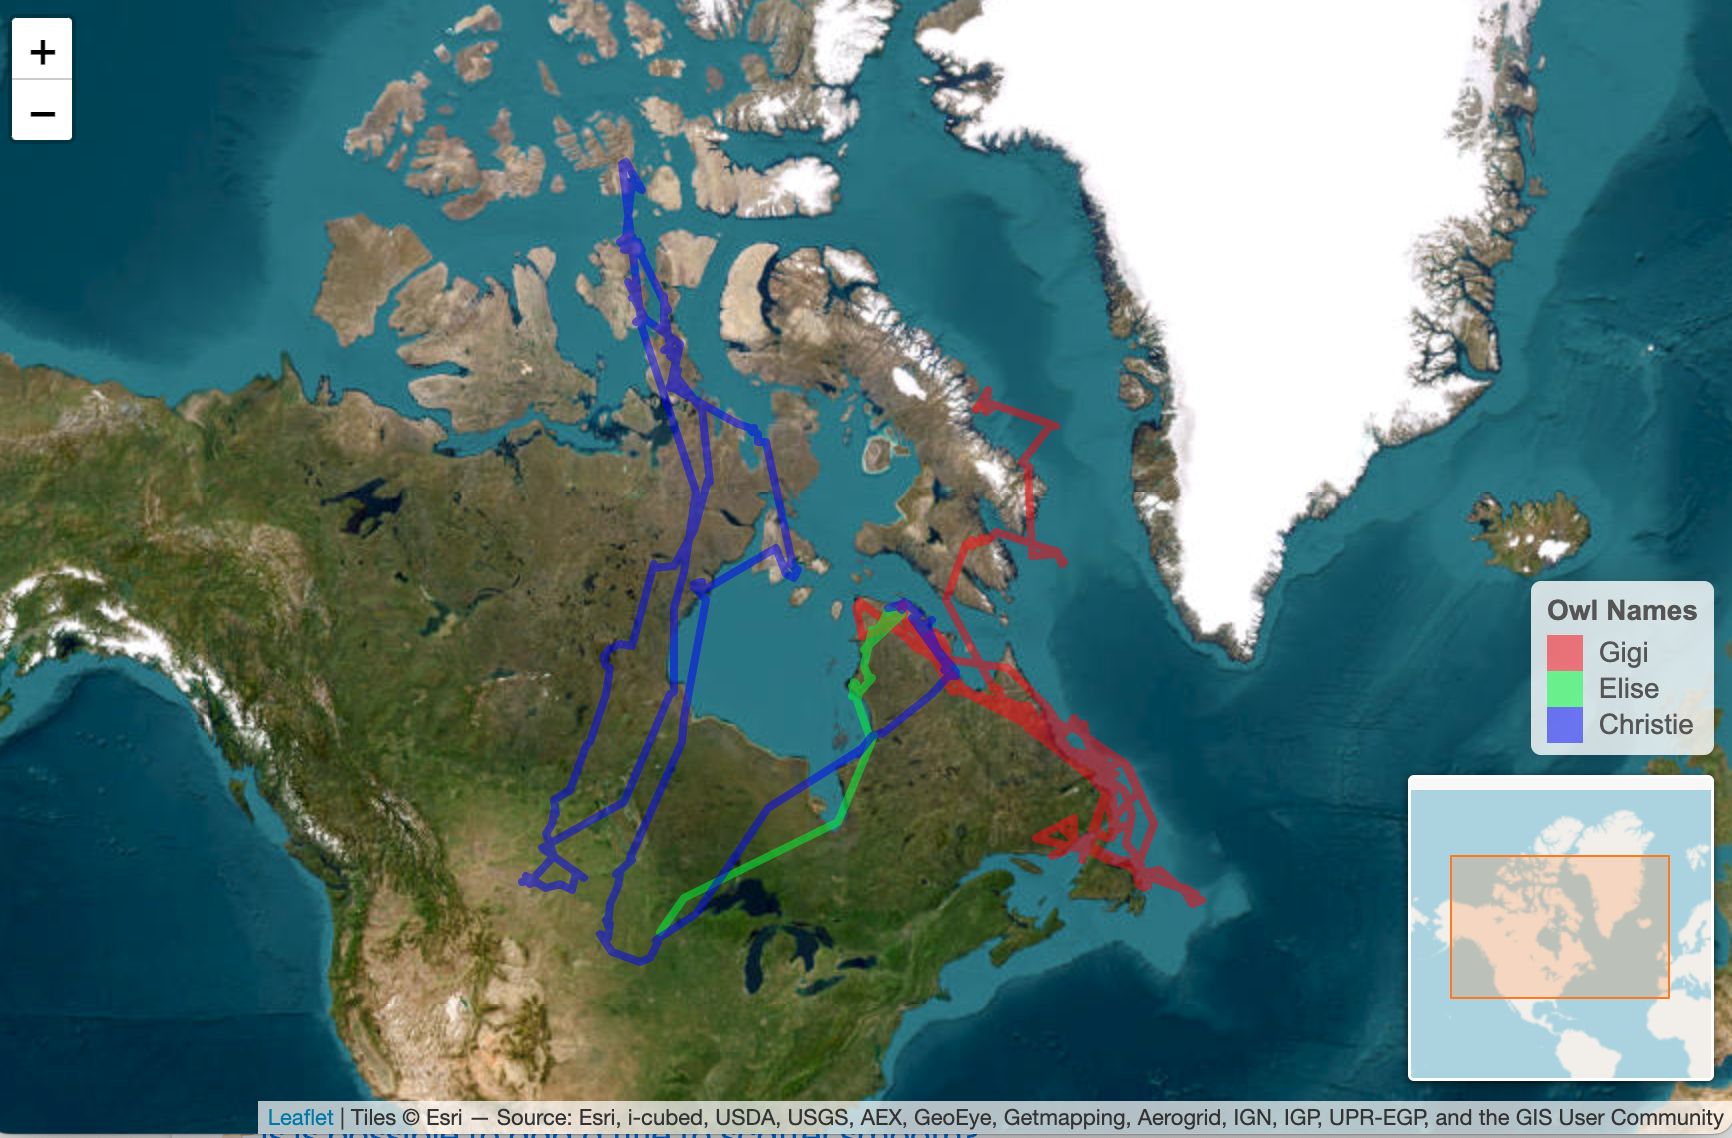 +
−
Owl Names
Gigi
Elise
Christie
Leaflet | Tiles © Esri — Source: Esri, i-cubed, USDA, USGS, AEX, GeoEye, Getmapping, Aerogrid, IGN, IGP, UPR-EGP, and the GIS User Community